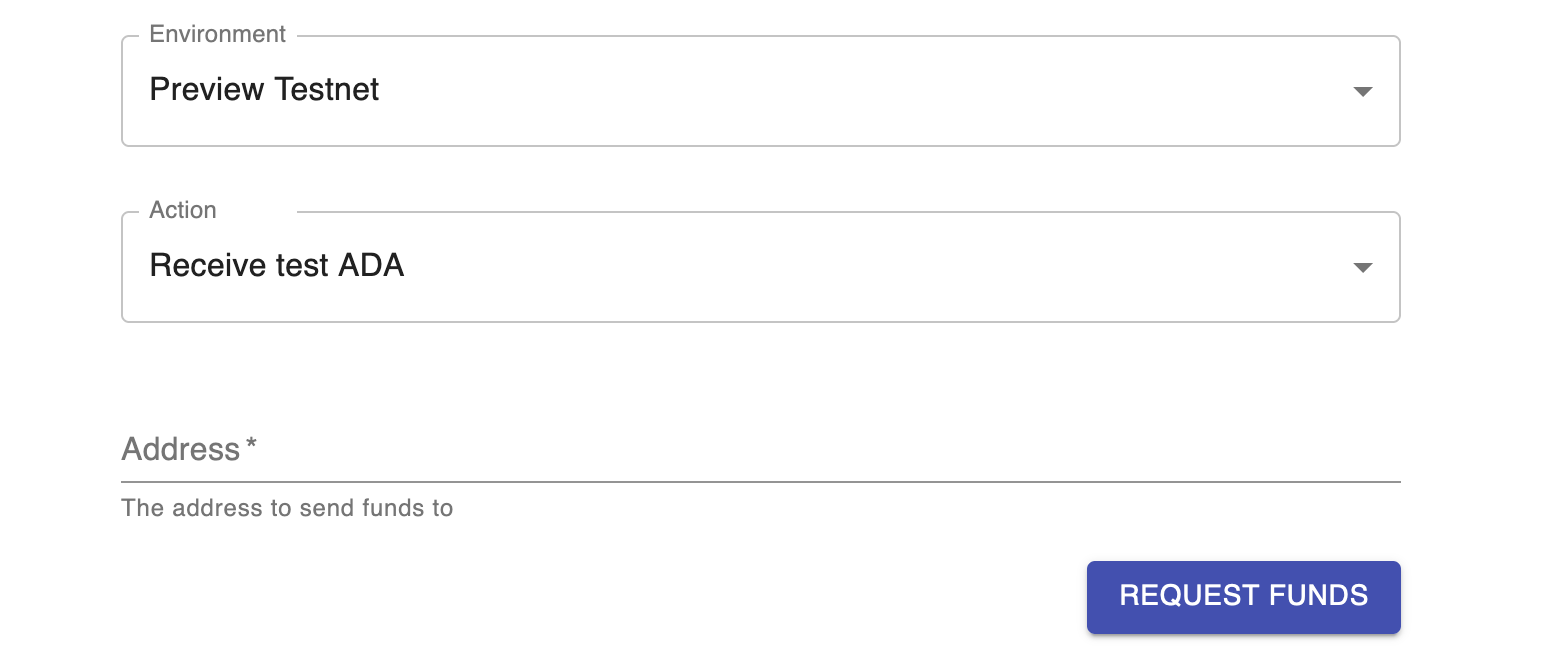 Environment
Preview Testnet
Action
Receive test ADA
Address *
The address to send funds to
REQUEST FUNDS